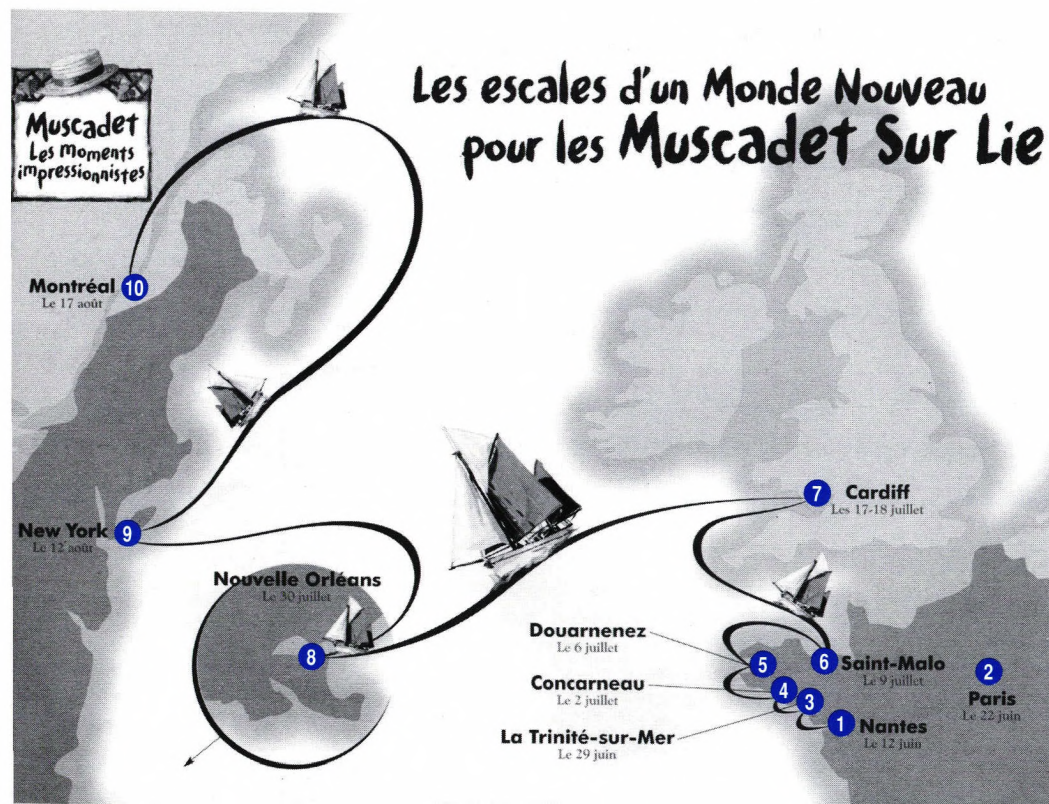 Les escales d'un Monde Nouveau
pour les Muscadet Sur Lie
Muscadet
Les moments
impressionnistes
Montréal 10
Le 17 août
New York 9
Le 12 août
Nouvelle Orléans
Le 30 juillet
8
7 Cardiff
Les 17-18 juillet
Douarnenez
Le 6 juillet
5
6 Saint-Malo
Le 9 juillet
2
Paris
Le 22 juin
Concarneau
Le 2 juillet
4
3
La Trinité-sur-Mer
Le 29 juin
1 Nantes
Le 12 juin